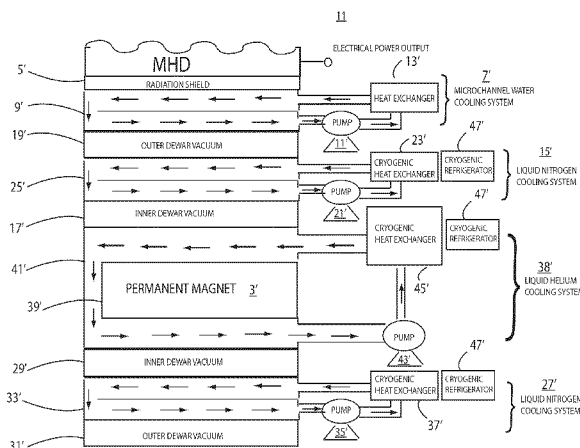 11
ELECTRICAL POWER OUTPUT
MHD
5'
RADIATION SHIELD
13'
7'
HEAT EXCHANGER
MICROCHANNEL WATER
COOLING SYSTEM
9'
PUMP
11'
19'
OUTER DEWAR VACUUM
23'
47'
CRYOGENIC
HEAT EXCHANGER
CRYOGENIC
REFRIGERATOR
15'
LIQUID NITROGEN
COOLING SYSTEM
25'
PUMP
21'
47'
INNER DEWAR VACUUM
17'
CRYOGENIC
HEAT EXCHANGER
CRYOGENIC
REFRIGERATOR
41'
45'
38'
LIQUID HELIUM
COOLING SYSTEM
PERMANENT MAGNET 3'
39'
PUMP
43'
29'
INNER DEWAR VACUUM
47'
27'
CRYOGENIC
HEAT EXCHANGER
CRYOGENIC
REFRIGERATOR
LIQUID NITROGEN
COOLING SYSTEM
33'
PUMP
35'
37'
31'
OUTER DEWAR VACUUM